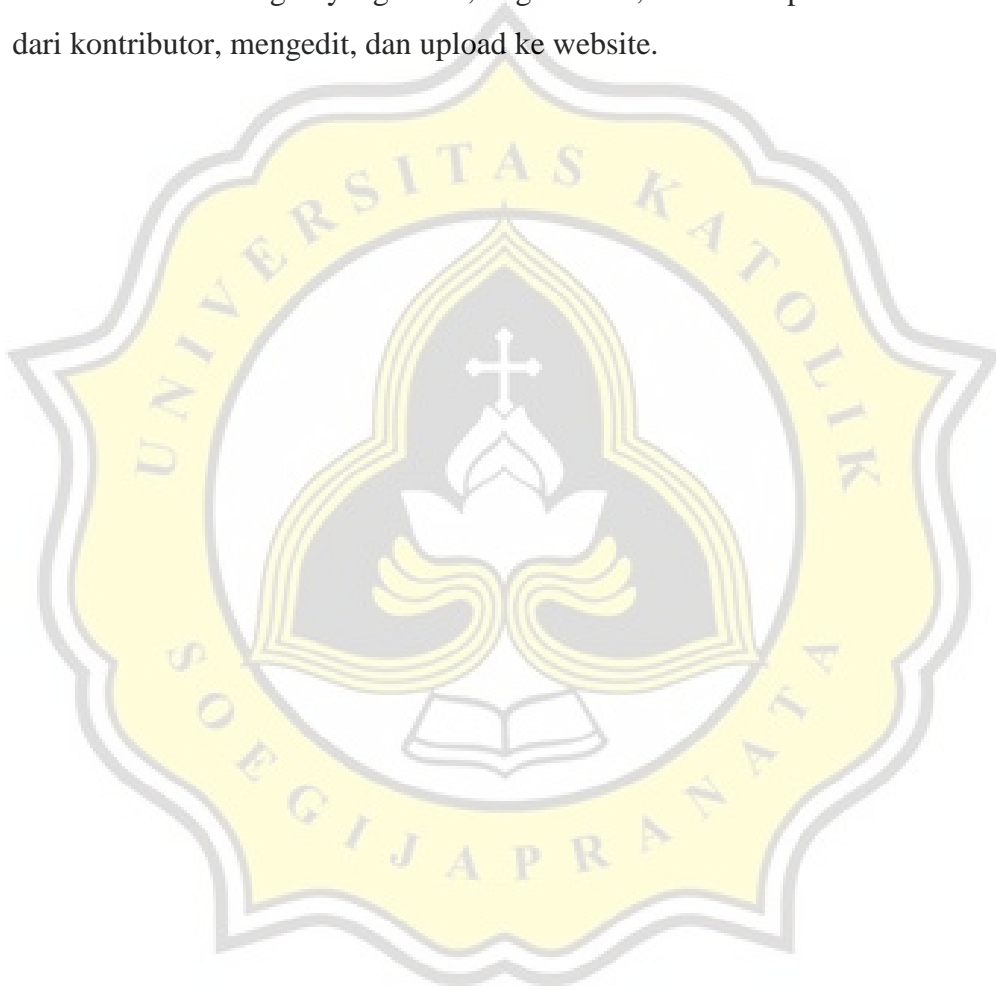 dari kontributor, mengedit, dan upload ke website.
UNIVERSITAS KATOLIK
SOEGIJAPRANATA